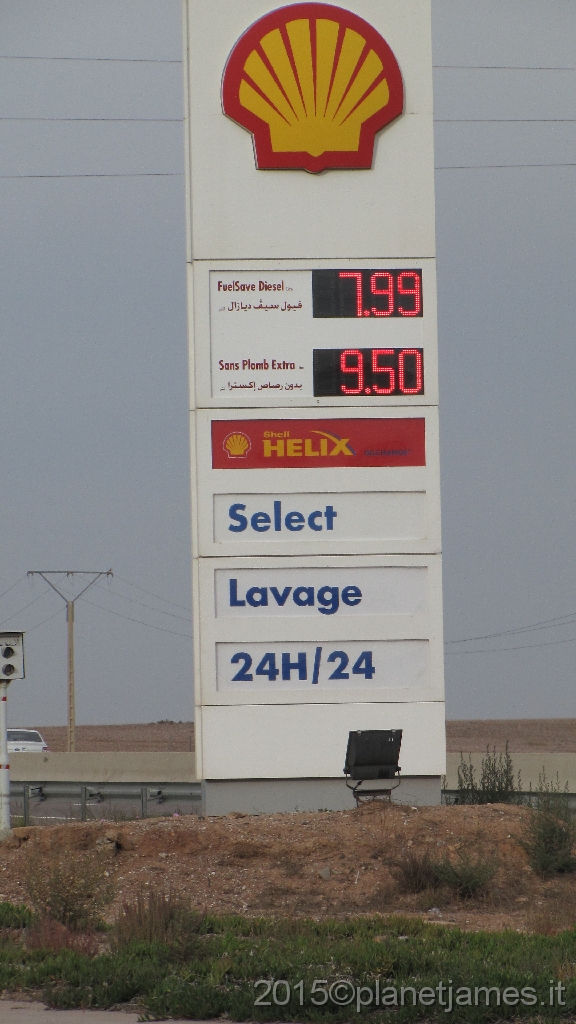 FuelSave Diesel
7.99
فيول سيف ديازال
Sans Plomb Extra
9.50
بدون رصاص إكسترا
Shell
HELIX
Select
Lavage
24H/24
2015©planetjames.it